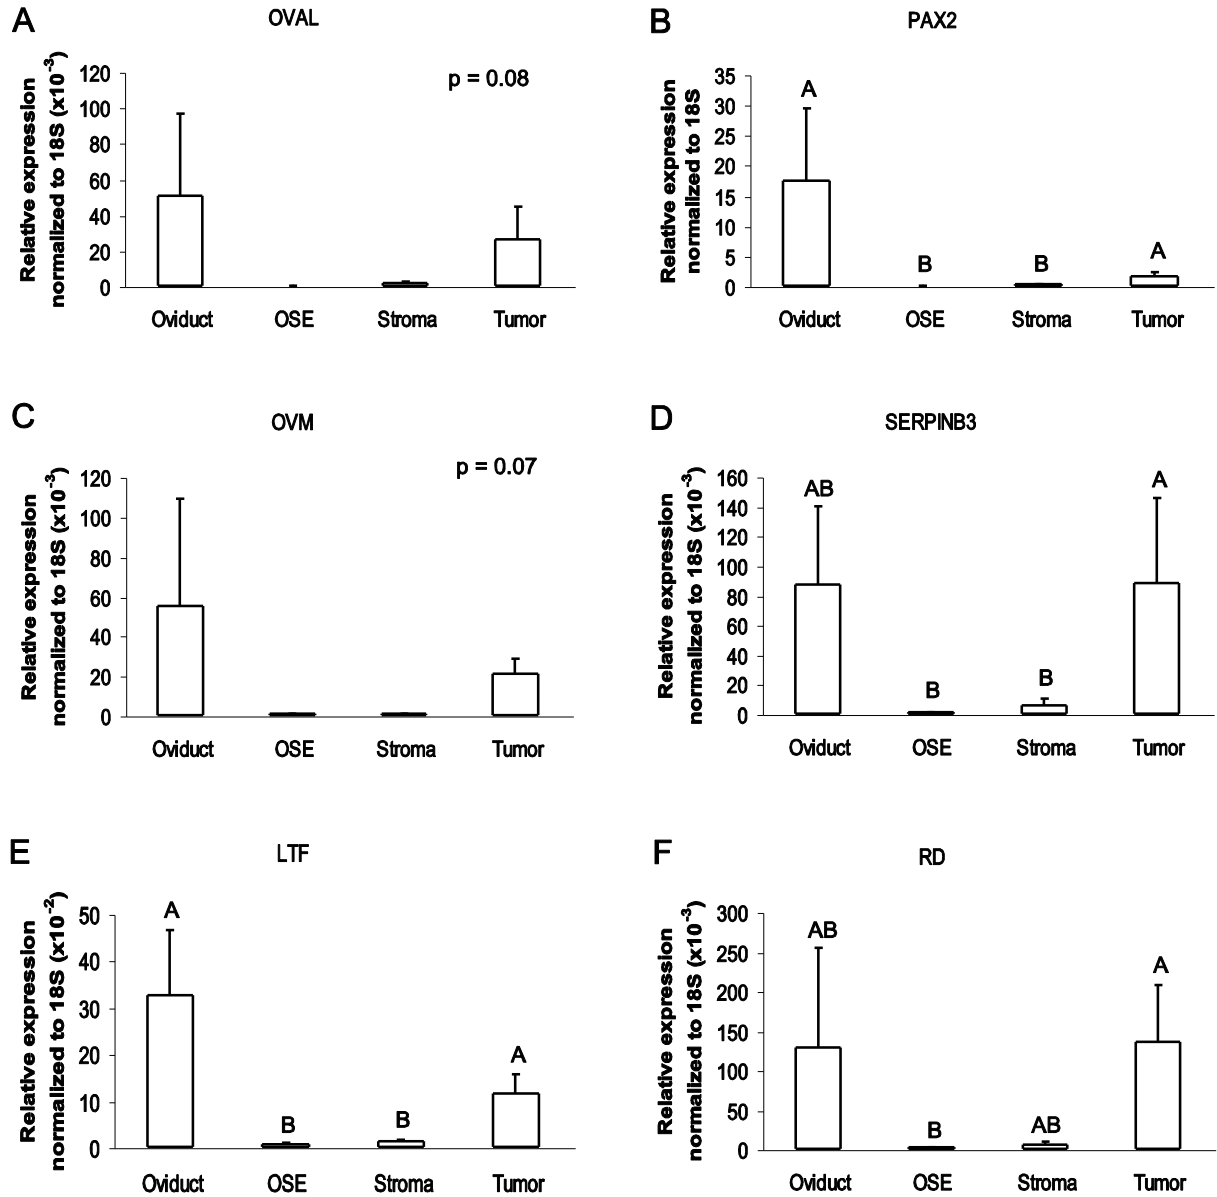 A
OVAL
Relative expression
normalized to 18S (x10⁻³)
p = 0.08
120
100
80
60
40
20
0
Oviduct OSE Stroma Tumor
B
PAX2
Relative expression
normalized to 18S
35
30
25
20
15
10
5
0
A
B
B
A
Oviduct OSE Stroma Tumor
C
OVM
Relative expression
normalized to 18S (x10⁻³)
p = 0.07
120
100
80
60
40
20
0
Oviduct OSE Stroma Tumor
D
SERPINB3
Relative expression
normalized to 18S (x10⁻³)
160
140
120
100
80
60
40
20
0
AB
B
B
A
Oviduct OSE Stroma Tumor
E
LTF
Relative expression
normalized to 18S (x10⁻²)
50
40
30
20
10
0
A
B
B
A
Oviduct OSE Stroma Tumor
F
RD
Relative expression
normalized to 18S (x10⁻³)
300
250
200
150
100
50
0
AB
B
AB
A
Oviduct OSE Stroma Tumor